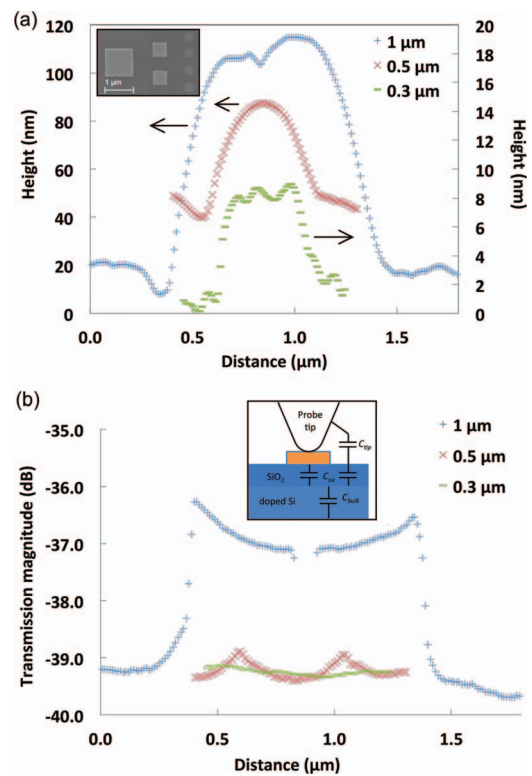 (a)
120
100
80
60
40
20
0
Height (nm)
20
18
16
14
12
10
8
6
4
2
0
Height (nm)
1 µm
1 µm
0.5 µm
0.3 µm
0.0
0.5
1.0
1.5
Distance (µm)
(b)
-35.0
-36.0
-37.0
-38.0
-39.0
-40.0
Transmission magnitude (dB)
Probe
tip
Ctip
SiO2
Cox
doped Si
Cbulk
1 µm
0.5 µm
0.3 µm
0.0
0.5
1.0
1.5
Distance (µm)